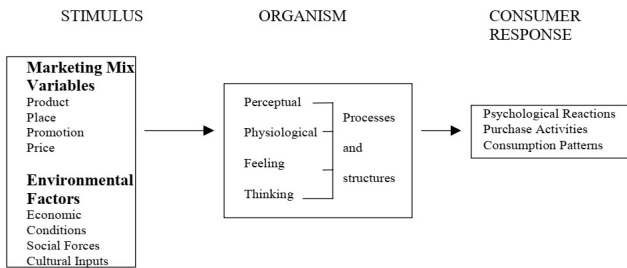 STIMULUS
ORGANISM
CONSUMER
RESPONSE
Marketing Mix
Variables
Product
Place
Promotion
Price
Environmental
Factors
Economic
Conditions
Social Forces
Cultural Inputs
Perceptual
Physiological
Feeling
Thinking
Processes
and
structures
Psychological Reactions
Purchase Activities
Consumption Patterns